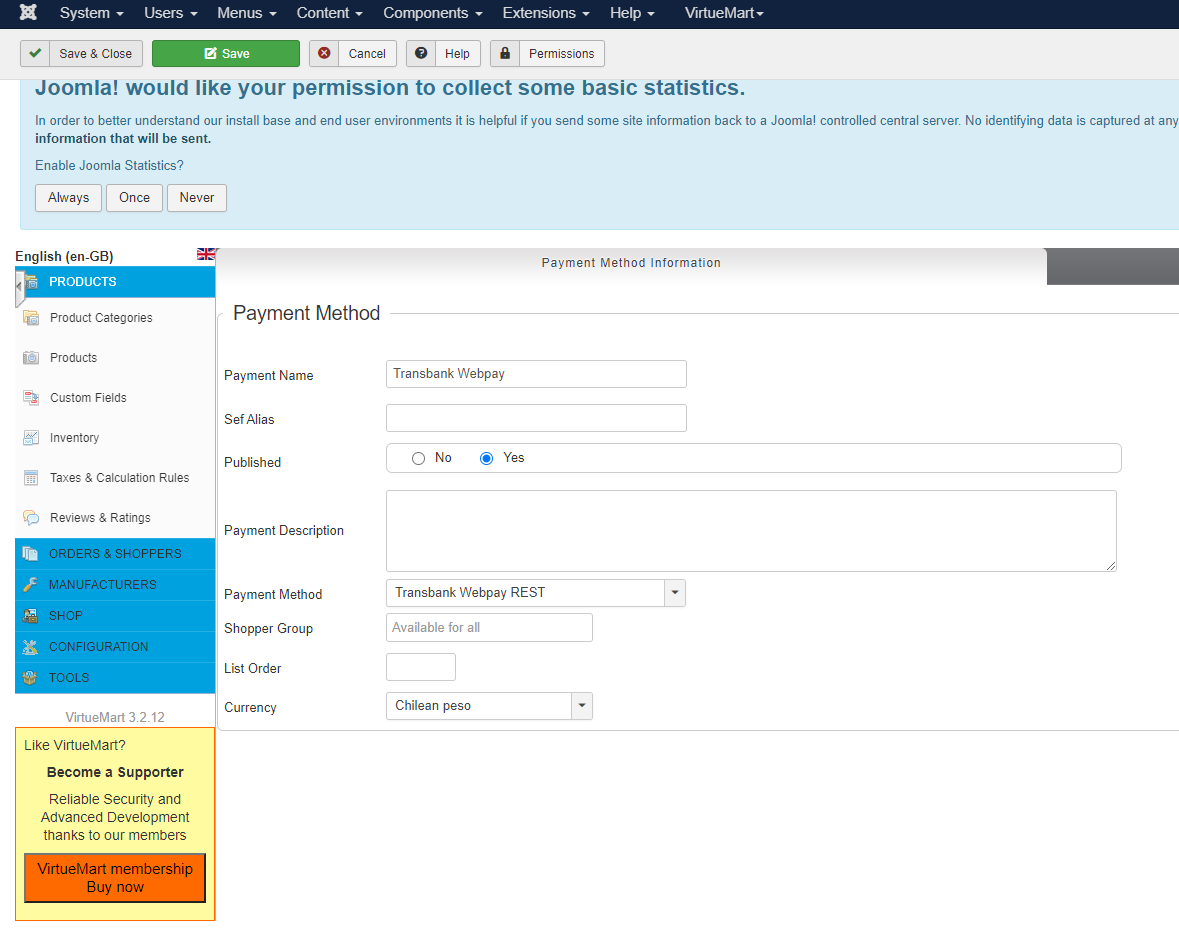 System Users Menus Content Components Extensions Help VirtueMart
Save & Close Save Cancel Help Permissions
Joomla! would like your permission to collect some basic statistics.
In order to better understand our install base and end user environments it is helpful if you send some site information back to a Joomla! controlled central server. No identifying data is captured at any
information that will be sent.
Enable Joomla Statistics?
Always Once Never
English (en-GB)
Payment Method Information
PRODUCTS
Product Categories
Products
Custom Fields
Inventory
Taxes & Calculation Rules
Reviews & Ratings
ORDERS & SHOPPERS
MANUFACTURERS
SHOP
CONFIGURATION
TOOLS
VirtueMart 3.2.12
Like VirtueMart?
Become a Supporter
Reliable Security and
Advanced Development
thanks to our members
VirtueMart membership
Buy now
Payment Method
Payment Name Transbank Webpay
Sef Alias
Published No Yes
Payment Description
Payment Method Transbank Webpay REST
Shopper Group Available for all
List Order
Currency Chilean peso